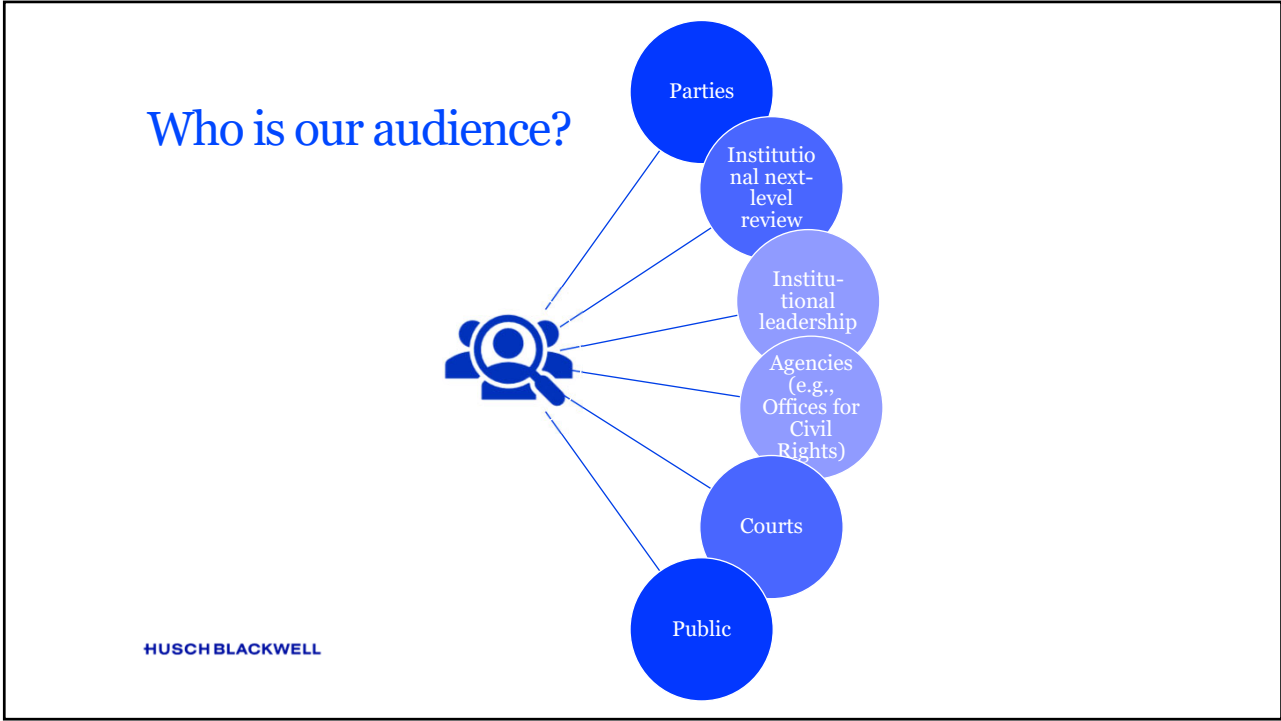 Who is our audience?
Parties
Institutio
nal next-
level
review
Institu-
tional
leadership
Agencies
(e.g.,
Offices for
Civil
Rights)
Courts
Public
HUSCH BLACKWELL